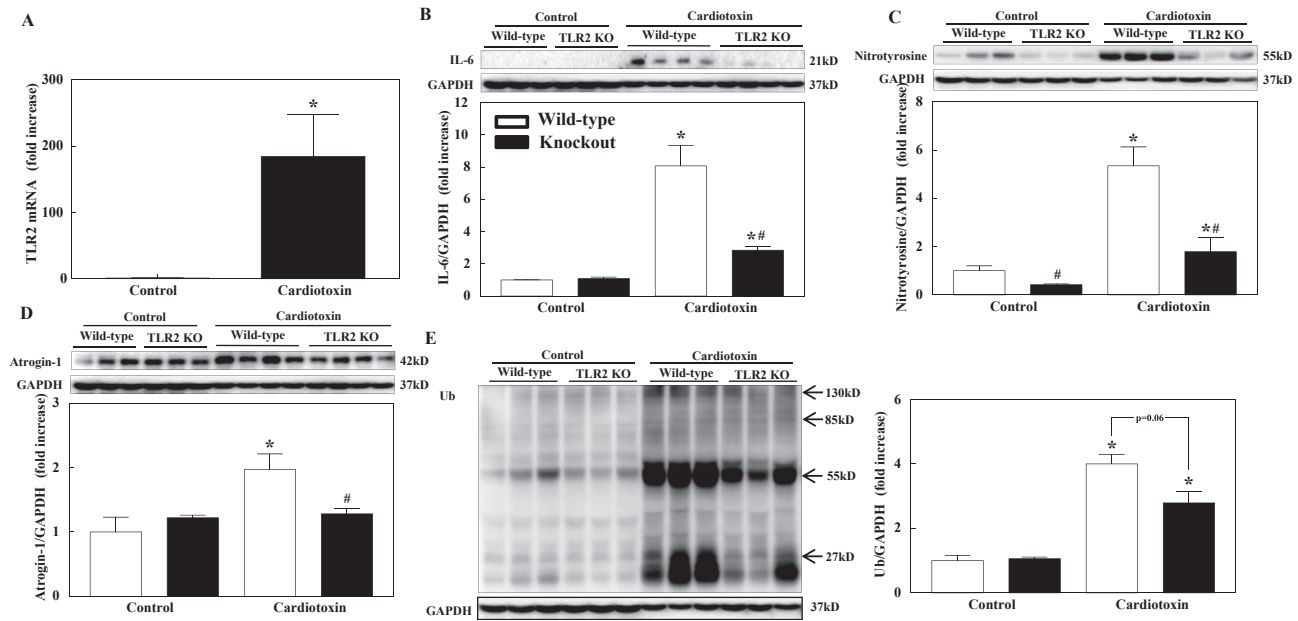 A
TLR2 mRNA (fold increase)
300
200
100
0
*
Control
Cardiotoxin
B
Control
Cardiotoxin
Wild-type
TLR2 KO
Wild-type
TLR2 KO
IL-6
21kD
GAPDH
37kD
IL-6/GAPDH (fold increase)
12
10
8
6
4
2
0
Wild-type
Knockout
*
*#
Control
Cardiotoxin
C
Control
Cardiotoxin
Wild-type
TLR2 KO
Wild-type
TLR2 KO
Nitrotyrosine
55kD
GAPDH
37kD
Nitrotyrosine/GAPDH (fold increase)
8
6
4
2
0
#
*
*#
Control
Cardiotoxin
D
Control
Cardiotoxin
Wild-type
TLR2 KO
Wild-type
TLR2 KO
Atrogin-1
42kD
GAPDH
37kD
Atrogin-1/GAPDH (fold increase)
3
2
1
0
*
#
Control
Cardiotoxin
E
Control
Cardiotoxin
Wild-type
TLR2 KO
Wild-type
TLR2 KO
Ub
130kD
85kD
55kD
27kD
GAPDH
37kD
Ub/GAPDH (fold increase)
6
4
2
0
p=0.06
*
*
Control
Cardiotoxin